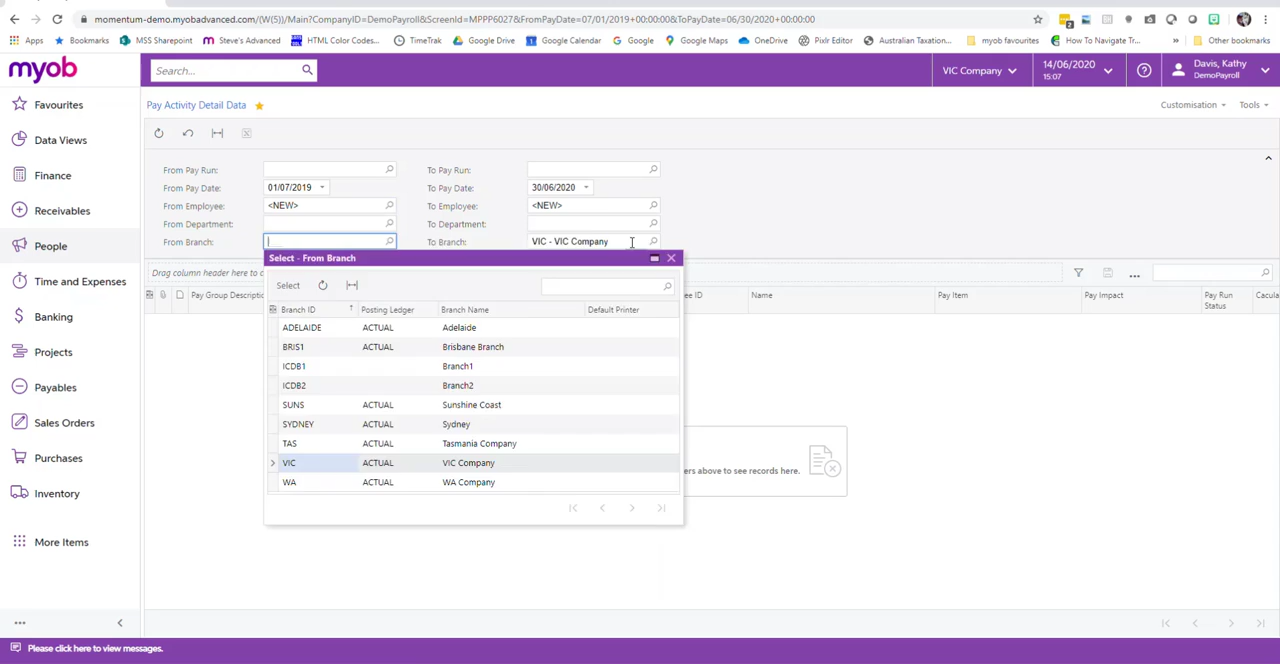 momentum-demo.myobadvanced.com/(W(5))/Main?CompanyID=DemoPayroll&ScreenId=MPPP6027&FromPayDate=07/01/2019+00:00:00&ToPayDate=06/30/2020+00:00:00
Apps Bookmarks MSS Sharepoint Steve's Advanced HTML Color Codes... TimeTrak Google Drive Google Calendar Google Google Maps OneDrive Pixlr Editor Australian Taxation... myob favourites How To Navigate Tr... » Other bookmarks
myob
Search...
VIC Company
14/06/2020
15:07
Davis, Kathy
DemoPayroll
Favourites
Data Views
Finance
Receivables
People
Time and Expenses
Banking
Projects
Payables
Sales Orders
Purchases
Inventory
More Items
Pay Activity Detail Data
Customisation
Tools
From Pay Run:
To Pay Run:
From Pay Date: 01/07/2019
To Pay Date: 30/06/2020
From Employee: <NEW>
To Employee: <NEW>
From Department:
To Department:
From Branch:
To Branch: VIC - VIC Company
Drag column header here to c
Pay Group Descriptio
ee ID
Name
Pay Item
Pay Impact
Pay Run
Status
Cacula
Select - From Branch
Select
Branch ID Posting Ledger Branch Name Default Printer
ADELAIDE ACTUAL Adelaide
BRIS1 ACTUAL Brisbane Branch
ICDB1 Branch1
ICDB2 Branch2
SUNS ACTUAL Sunshine Coast
SYDNEY ACTUAL Sydney
TAS ACTUAL Tasmania Company
VIC ACTUAL VIC Company
WA ACTUAL WA Company
ers above to see records here.
Please click here to view messages.